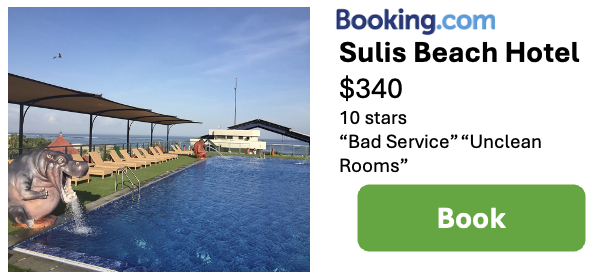 Booking.com
Sulis Beach Hotel
$340
10 stars
“Bad Service” “Unclean
Rooms”
Book